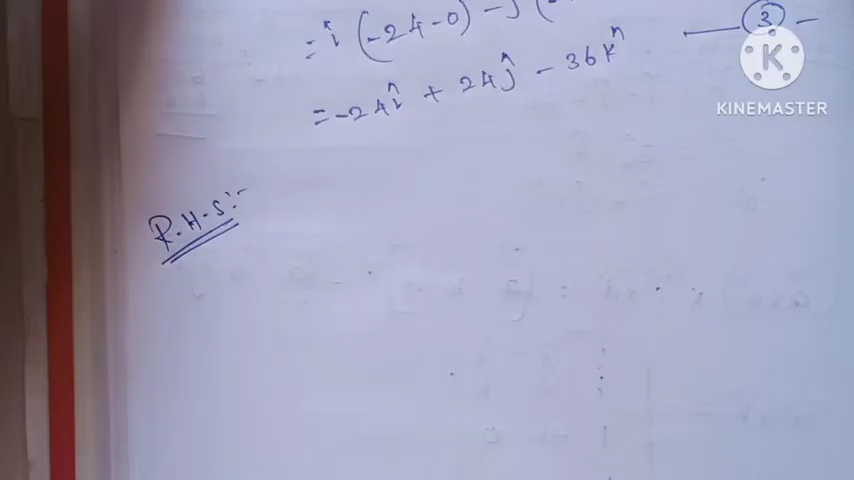 = î (-24-0) - j (-
— 3 —
= -24î + 24ĵ - 36k^
R.H.S:-
KINEMASTER